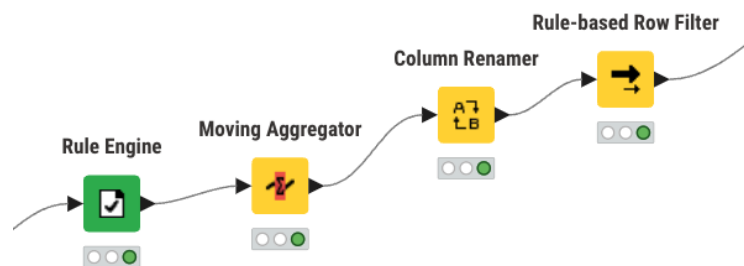 Rule-based Row Filter
Column Renamer
A
B
Moving Aggregator
Σ
Rule Engine